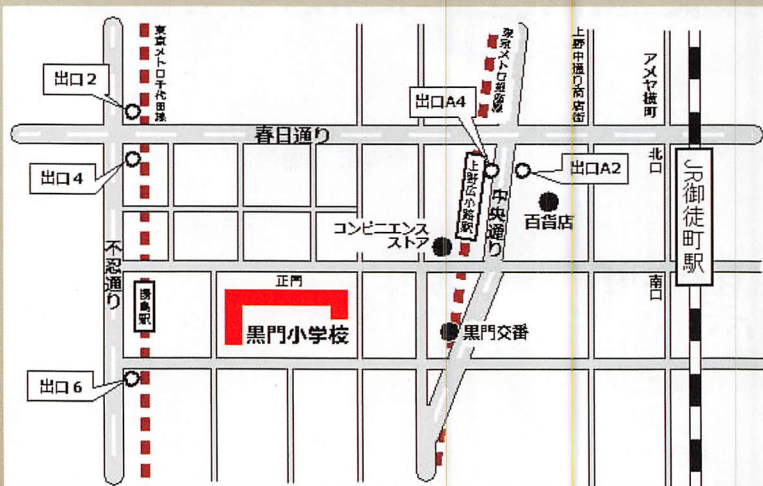 東京メトロ千代田線
出口2
出口4
春日通り
出口A4
東京メトロ銀座線
上野中通り商店街
アメヤ横町
北口
出口A2
上野広小路駅
中央通り
百貨店
JR御徒町駅
コンビニエンス
ストア
不忍通り
湯島駅
正門
黒門小学校
黒門交番
南口
出口6